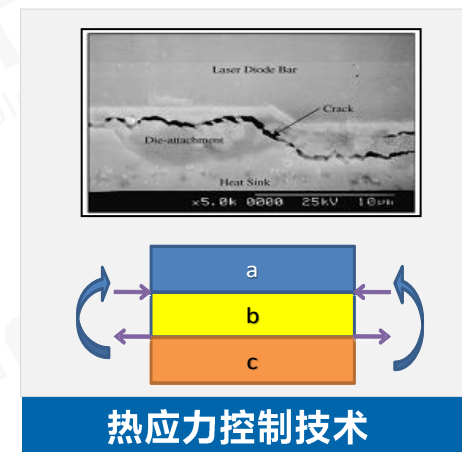 Laser Diode Bar
Crack
Die-attachment
Heat Sink
×5.0k 0000 25kV 10μm
a
b
c
热应力控制技术